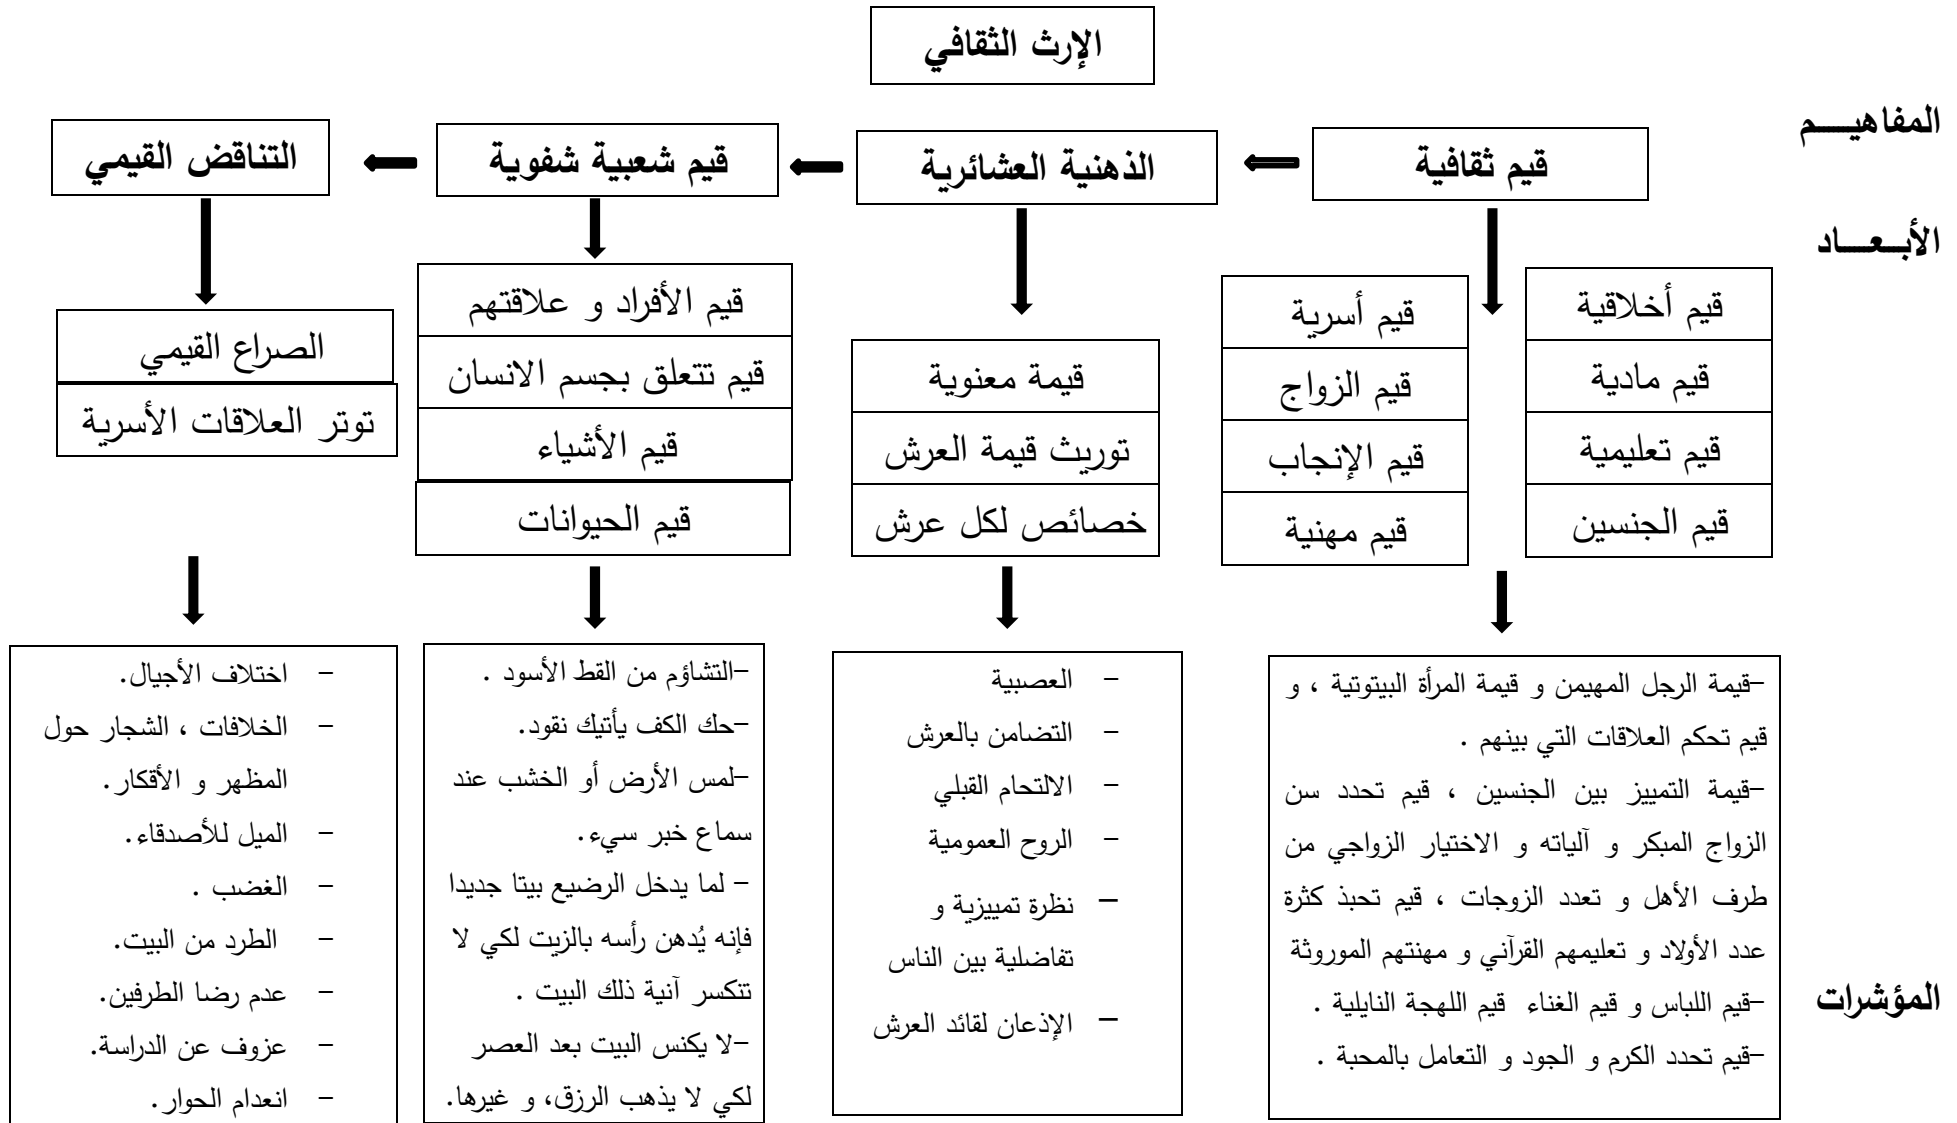 الإرث الثقافي
المفاهيـــــم
قيم ثقافية
الذهنية العشائرية
قيم شعبية شفوية
التناقض القيمي
الأبـــعــــاد
قيم أخلاقية
قيم مادية
قيم تعليمية
قيم الجنسين
قيم أسرية
قيم الزواج
قيم الإنجاب
قيم مهنية
قيمة معنوية
توريث قيمة العرش
خصائص لكل عرش
قيم الأفراد و علاقتهم
قيم تتعلق بجسم الانسان
قيم الأشياء
قيم الحيوانات
الصراع القيمي
توتر العلاقات الأسرية
المؤشرات
–قيمة الرجل المهيمن و قيمة المرأة البيتوتية ، و
قيم تحكم العلاقات التي بينهم .
–قيمة التمييز بين الجنسين ، قيم تحدد سن
الزواج المبكر و آلياته و الاختيار الزواجي من
طرف الأهل و تعدد الزوجات ، قيم تحبذ كثرة
عدد الأولاد و تعليمهم القرآني و مهنتهم الموروثة
–قيم اللباس و قيم الغناء قيم اللهجة النايلية .
–قيم تحدد الكرم و الجود و التعامل بالمحبة .
– العصبية
– التضامن بالعرش
– الالتحام القبلي
– الروح العمومية
– نظرة تمييزية و
تفاضلية بين الناس
– الإذعان لقائد العرش
–التشاؤم من القط الأسود .
–حك الكف يأتيك نقود.
–لمس الأرض أو الخشب عند
سماع خبر سيء.
– لما يدخل الرضيع بيتا جديدا
فإنه يُدهن رأسه بالزيت لكي لا
تتكسر آنية ذلك البيت .
–لا يكنس البيت بعد العصر
لكي لا يذهب الرزق، و غيرها.
– اختلاف الأجيال.
– الخلافات ، الشجار حول
المظهر و الأقكار.
– الميل للأصدقاء.
– الغضب .
– الطرد من البيت.
– عدم رضا الطرفين.
– عزوف عن الدراسة.
– انعدام الحوار.